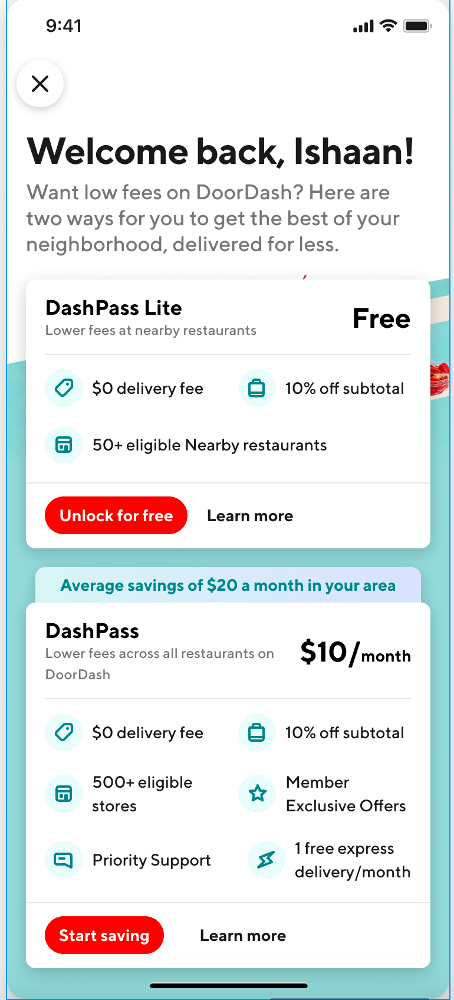 9:41
Welcome back, Ishaan!
Want low fees on DoorDash? Here are
two ways for you to get the best of your
neighborhood, delivered for less.
DashPass Lite
Lower fees at nearby restaurants
Free
$0 delivery fee
10% off subtotal
50+ eligible Nearby restaurants
Unlock for free
Learn more
Average savings of $20 a month in your area
DashPass
Lower fees across all restaurants on
DoorDash
$10/month
$0 delivery fee
10% off subtotal
500+ eligible
stores
Member
Exclusive Offers
Priority Support
1 free express
delivery/month
Start saving
Learn more